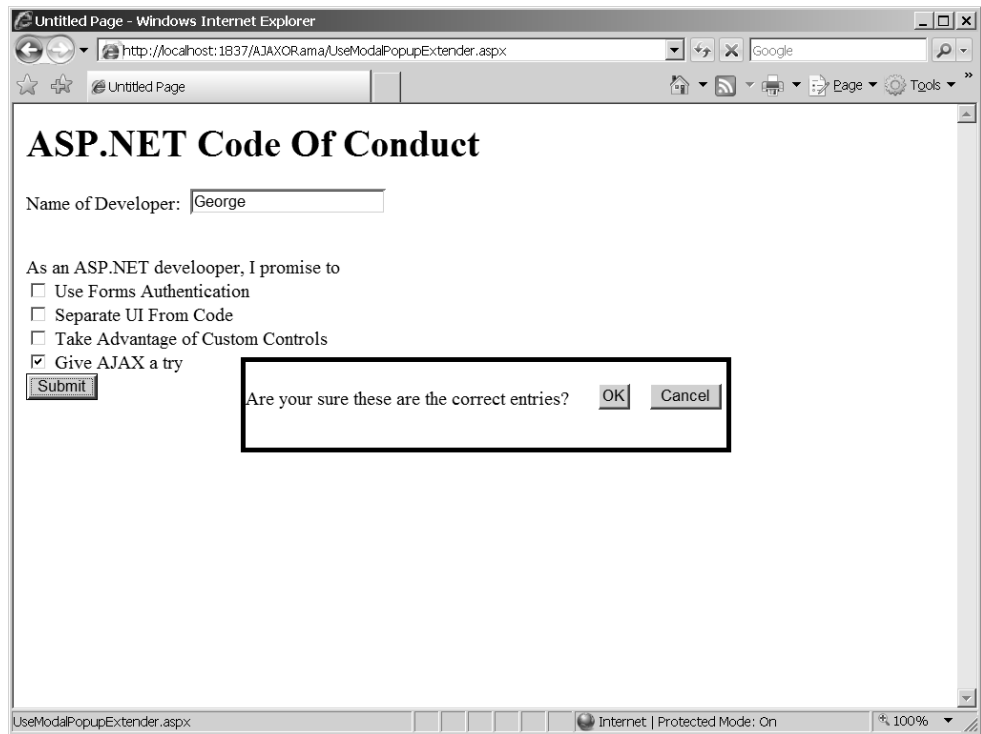 Untitled Page - Windows Internet Explorer
http://localhost:1837/AJAXORama/UseModalPopupExtender.aspx
Google
Untitled Page
Page
Tools
»
ASP.NET Code Of Conduct
Name of Developer: George
As an ASP.NET develooper, I promise to
Use Forms Authentication
Separate UI From Code
Take Advantage of Custom Controls
Give AJAX a try
Submit
Are your sure these are the correct entries? OK Cancel
UseModalPopupExtender.aspx
Internet | Protected Mode: On
100%